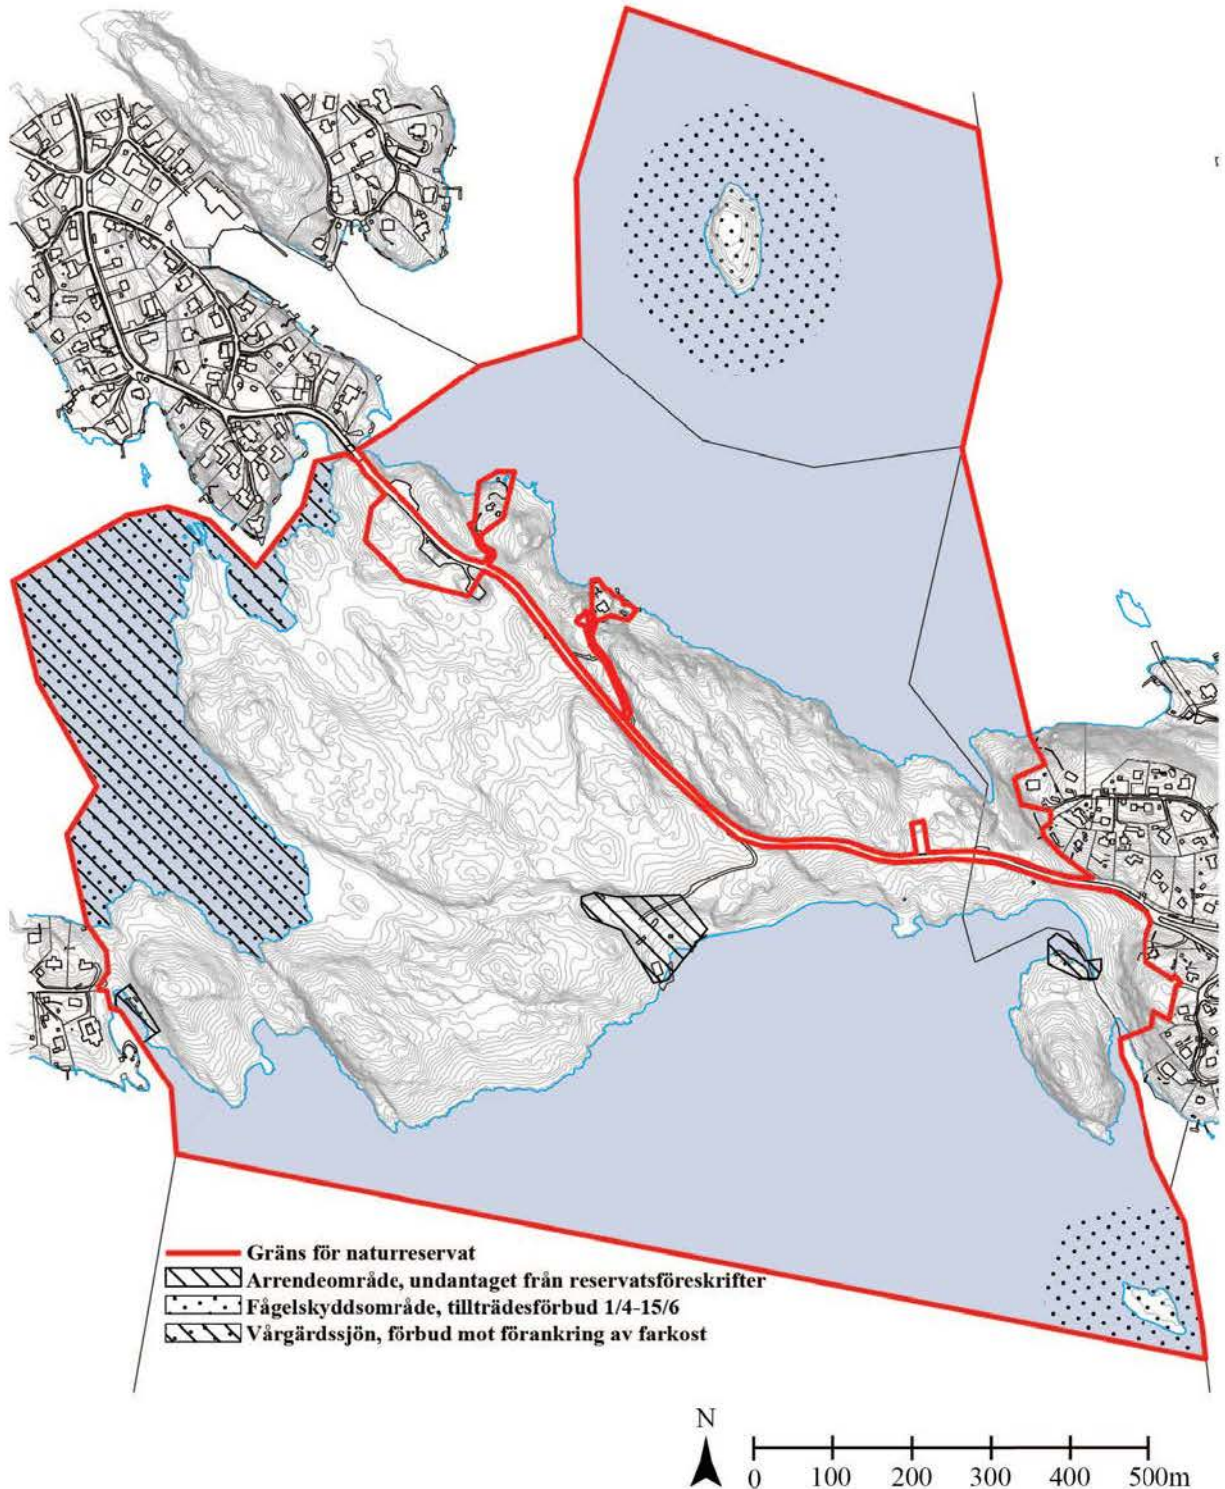 Gräns för naturreservat
Arrendeområde, undantaget från reservatsföreskrifter
Fågelskyddsområde, tillträdesförbud 1/4-15/6
Vårgärdssjön, förbud mot förankring av farkost
N
0 100 200 300 400 500m